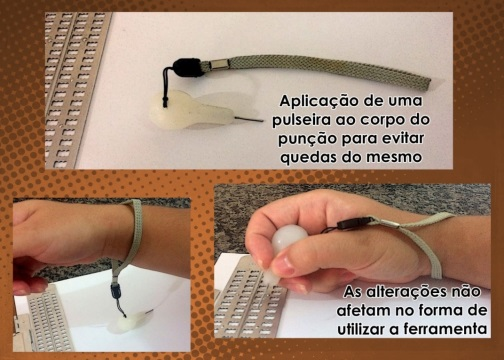 Aplicação de uma
pulseira ao corpo do
punção para evitar
quedas do mesmo
As alterações não
afetam no forma de
utilizar a ferramenta